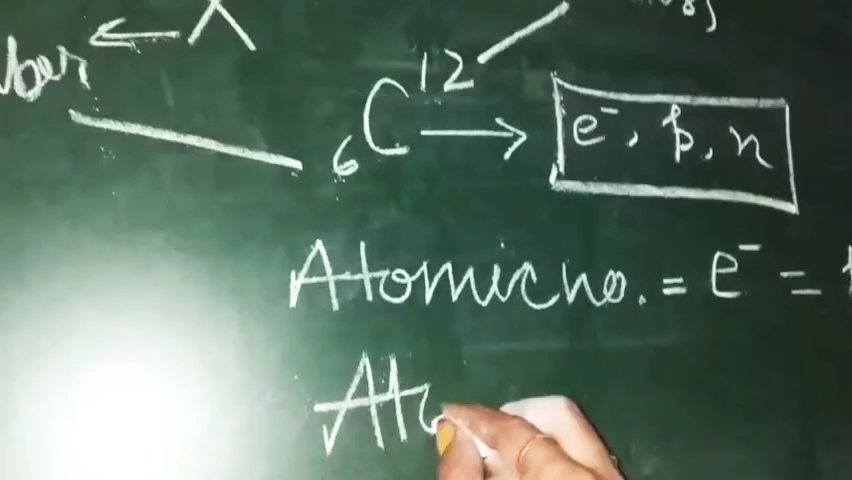 ber ← X
₆C¹² → e⁻, p, n
Atomic no. = e⁻ =
At